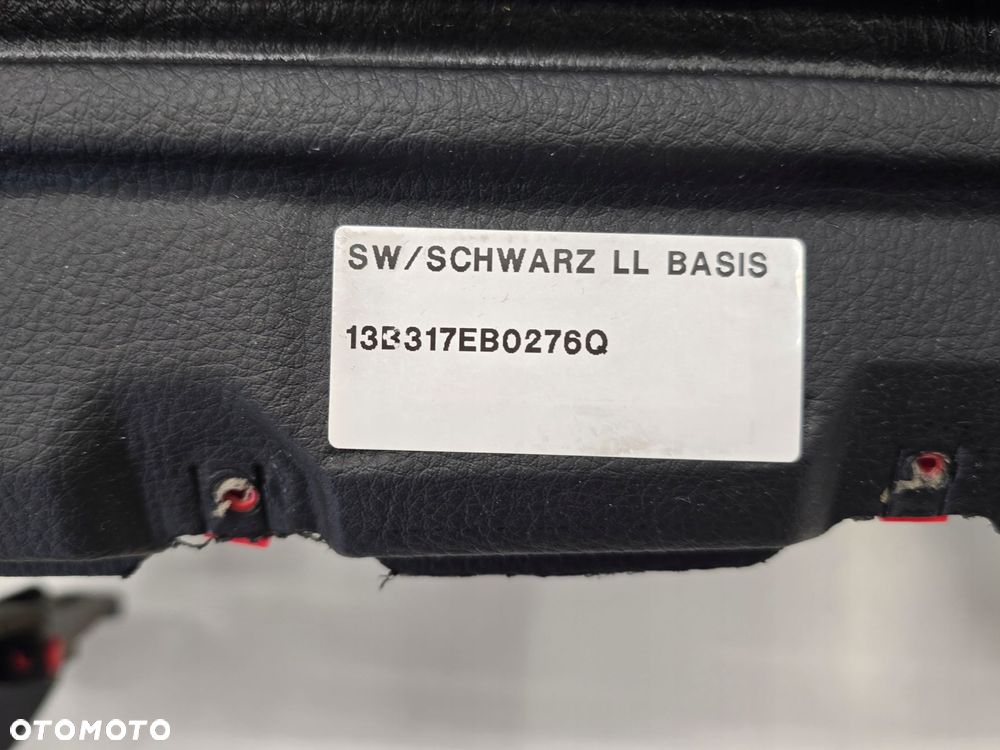 SW/SCHWARZ LL BASIS
13B317EB0276Q
OTOMOTO